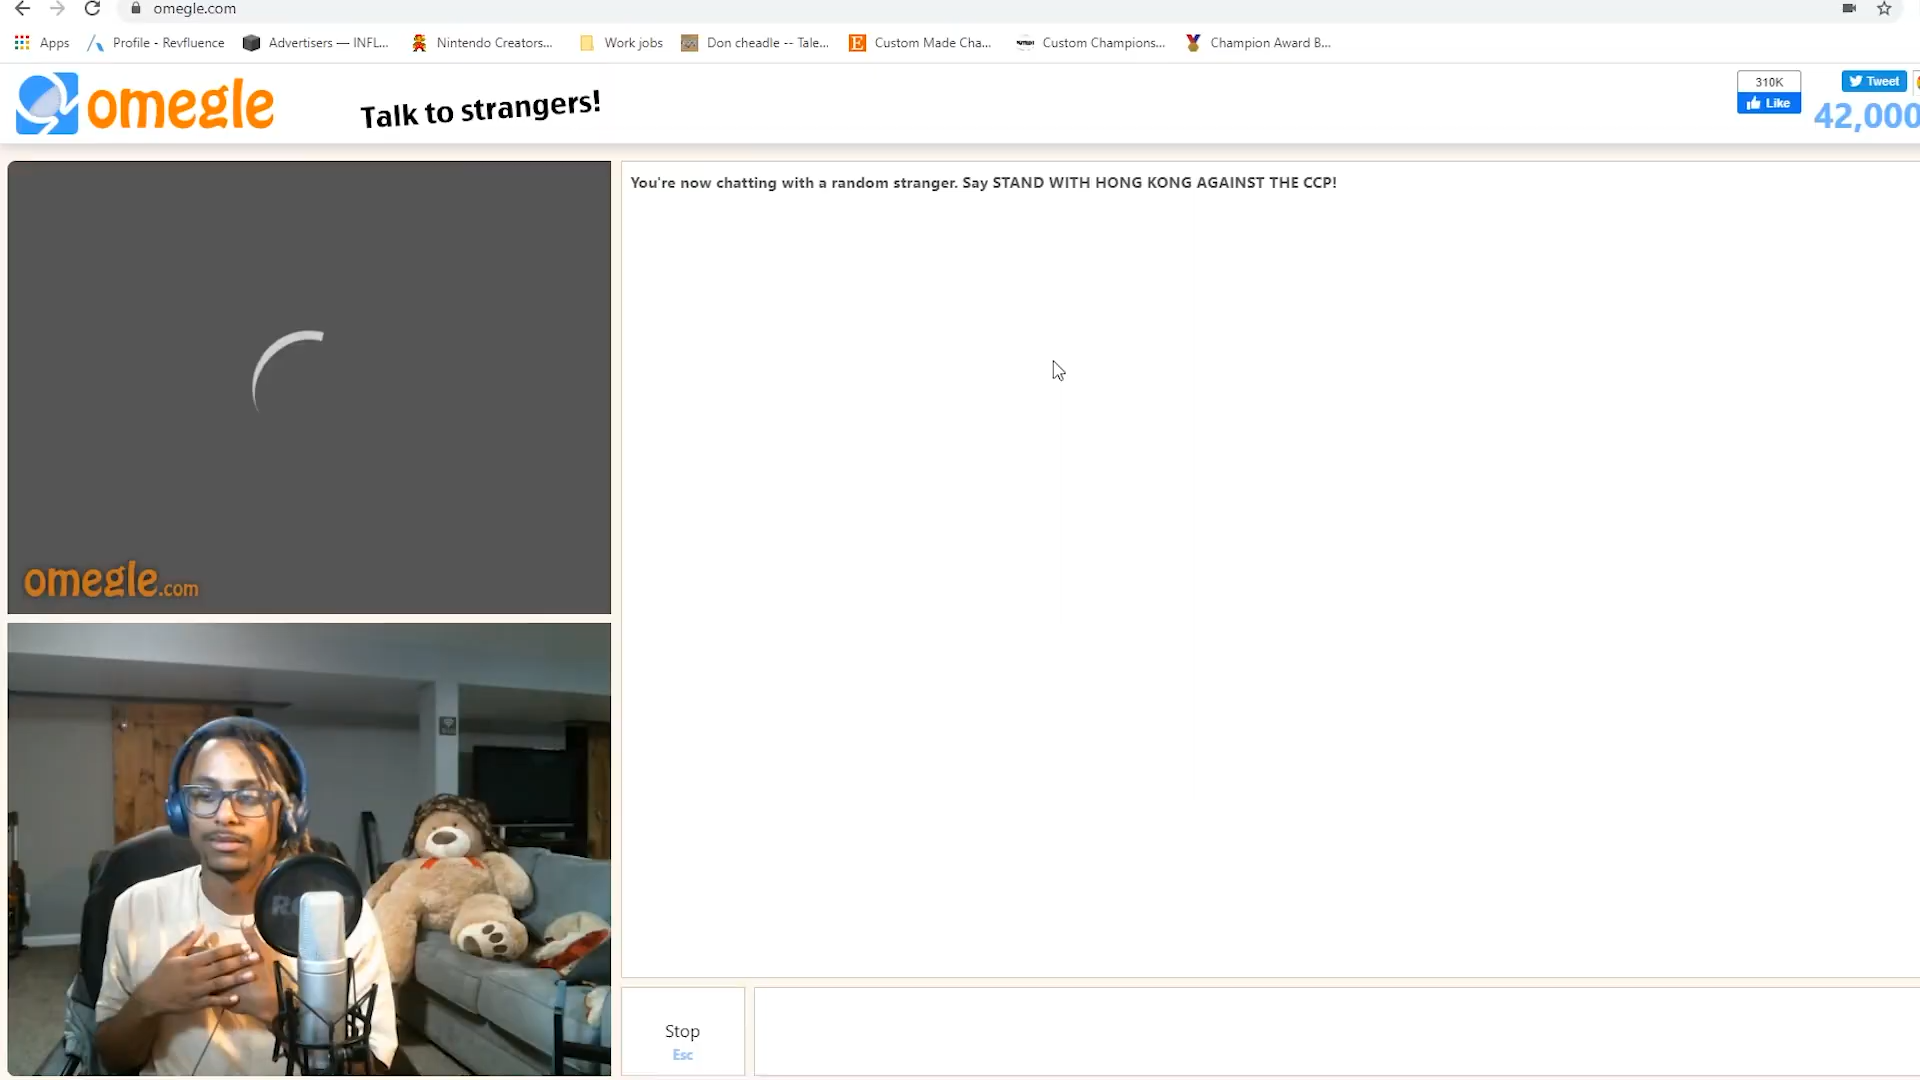 omegle.com
Apps
Profile - Revfluence
Advertisers — INFL...
Nintendo Creators...
Work jobs
Don cheadle -- Tale...
Custom Made Cha...
Custom Champions...
Champion Award B...
omegle
Talk to strangers!
310K
Like
Tweet
42,000
You're now chatting with a random stranger. Say STAND WITH HONG KONG AGAINST THE CCP!
omegle.com
Stop
Esc